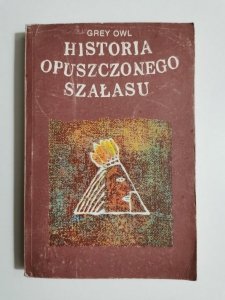 GREY OWL
HISTORIA
OPUSZCZONEGO
SZAŁASU